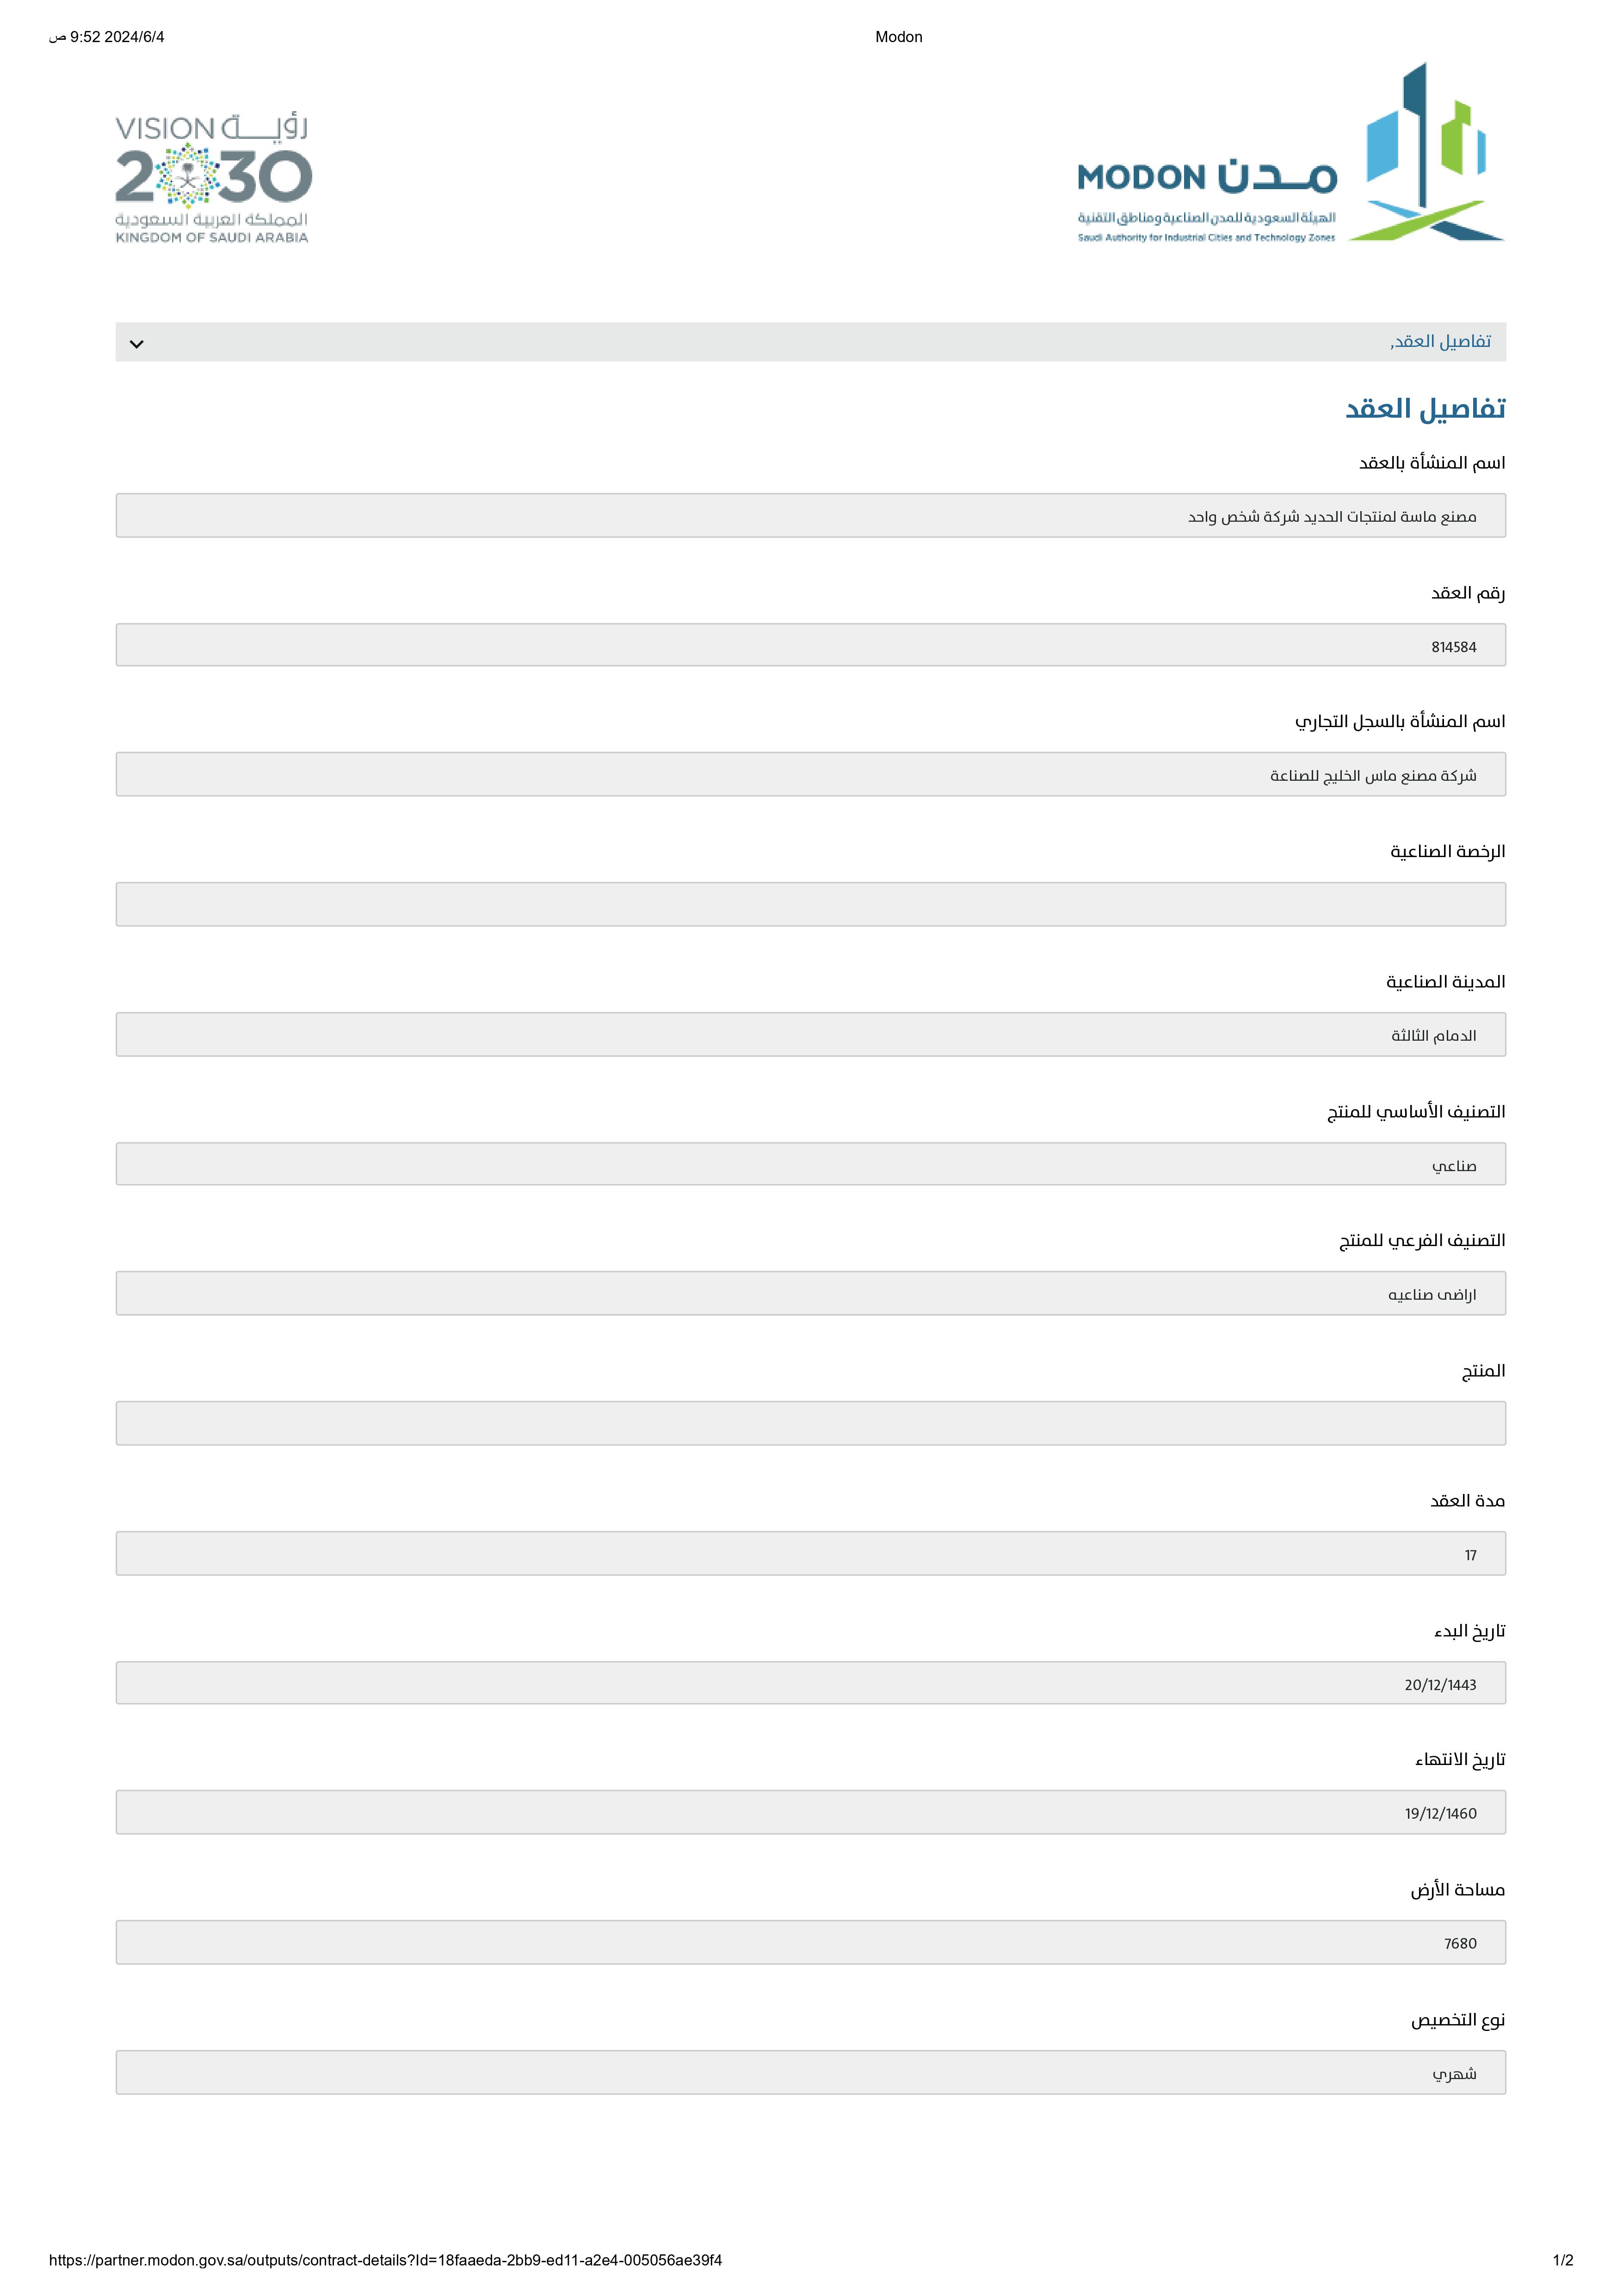 9:52 2024/6/4 ص
Modon
VISION رؤيـــة
2030
المملكة العربية السعودية
KINGDOM OF SAUDI ARABIA
MODON مـدن
الهيئة السعودية للمدن الصناعية ومناطق التقنية
Saudi Authority for Industrial Cities and Technology Zones
تفاصيل العقد,
تفاصيل العقد
اسم المنشأة بالعقد
مصنع ماسة لمنتجات الحديد شركة شخص واحد
رقم العقد
814584
اسم المنشأة بالسجل التجاري
شركة مصنع ماس الخليج للصناعة
الرخصة الصناعية
المدينة الصناعية
الدمام الثالثة
التصنيف الأساسي للمنتج
صناعي
التصنيف الفرعي للمنتج
اراضى صناعيه
المنتج
مدة العقد
17
تاريخ البدء
20/12/1443
تاريخ الانتهاء
19/12/1460
مساحة الأرض
7680
نوع التخصيص
شهري
https://partner.modon.gov.sa/outputs/contract-details?Id=18faaeda-2bb9-ed11-a2e4-005056ae39f4
1/2